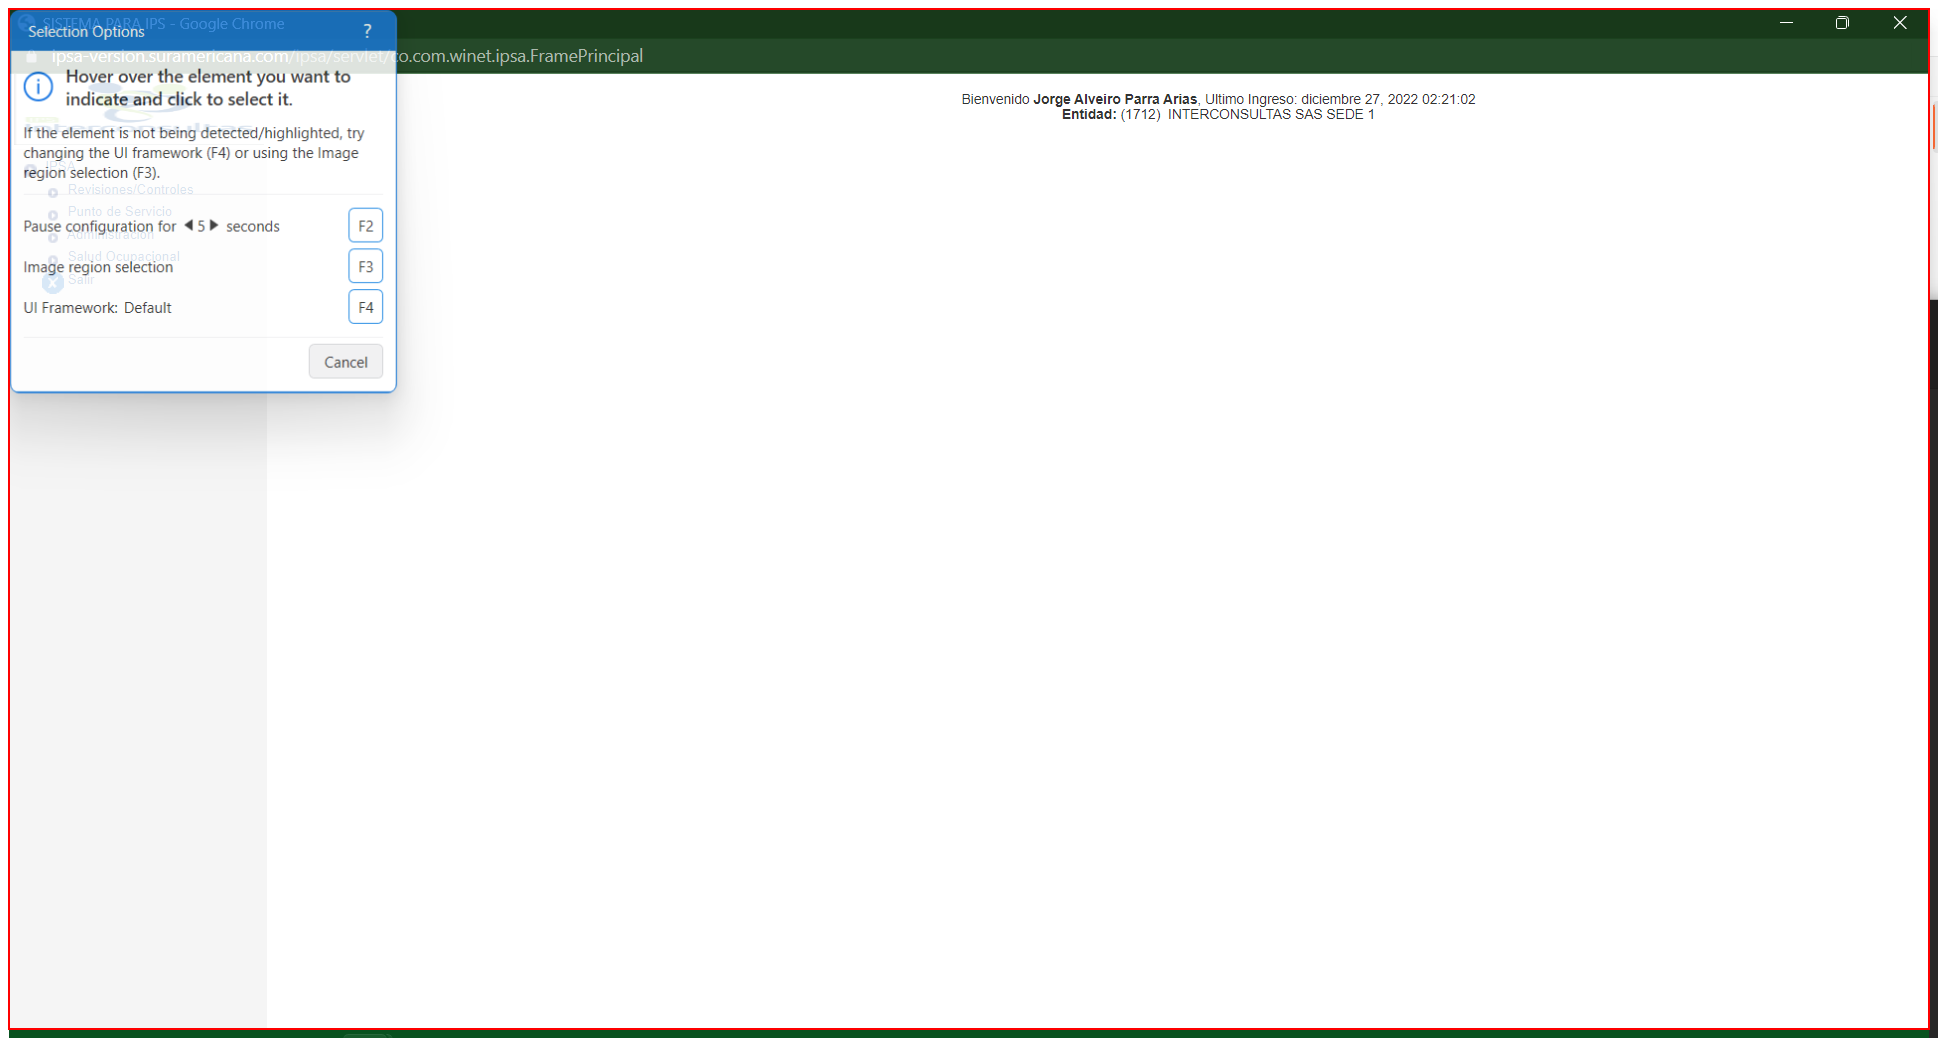 SISTEMA PARA IPS - Google Chrome
Selection Options
?
ipsa-version.suramericana.com/ipsa/servlet/co.com.winet.ipsa.FramePrincipal
Hover over the element you want to
indicate and click to select it.
If the element is not being detected/highlighted, try
changing the UI framework (F4) or using the Image
region selection (F3).
IPSA
Revisiones/Controles
Punto de Servicio
Pause configuration for 5 seconds
F2
Administración
Salud Ocupacional
Image region selection
F3
Salir
UI Framework: Default
F4
Cancel
Bienvenido Jorge Alveiro Parra Arias, Ultimo Ingreso: diciembre 27, 2022 02:21:02
Entidad: (1712) INTERCONSULTAS SAS SEDE 1